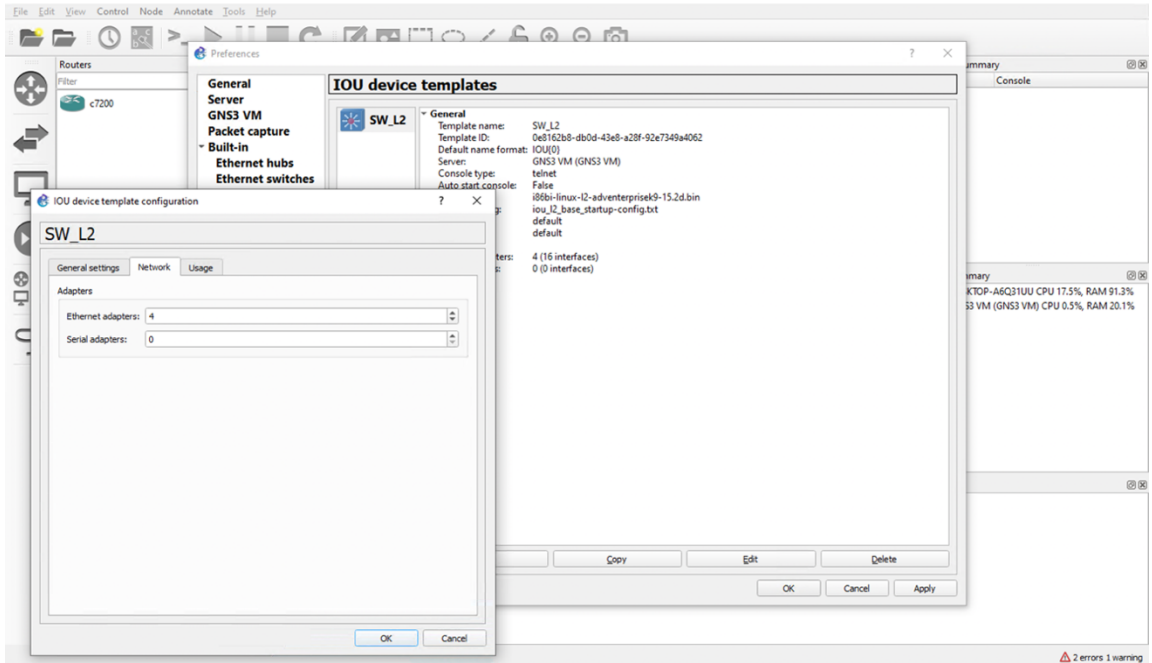 File Edit View Control Node Annotate Tools Help
Preferences ? ×
Routers
Filter
c7200
General
Server
GNS3 VM
Packet capture
Built-in
Ethernet hubs
Ethernet switches
IOU device templates
SW_L2
General
Template name: SW_L2
Template ID: 0e8162b8-db0d-43e8-a28f-92e7349a4062
Default name format: IOU{0}
Server: GNS3 VM (GNS3 VM)
Console type: telnet
Auto start console: False
i86bi-linux-l2-adventerprisek9-15.2d.bin
g: iou_l2_base_startup-config.txt
default
default
ters: 4 (16 interfaces)
s: 0 (0 interfaces)
Copy Edit Delete
OK Cancel Apply
IOU device template configuration ? ×
SW_L2
General settings Network Usage
Adapters
Ethernet adapters: 4
Serial adapters: 0
OK Cancel
ummary
Console
mmary
KTOP-A6Q31UU CPU 17.5%, RAM 91.3%
S3 VM (GNS3 VM) CPU 0.5%, RAM 20.1%
2 errors 1 warning